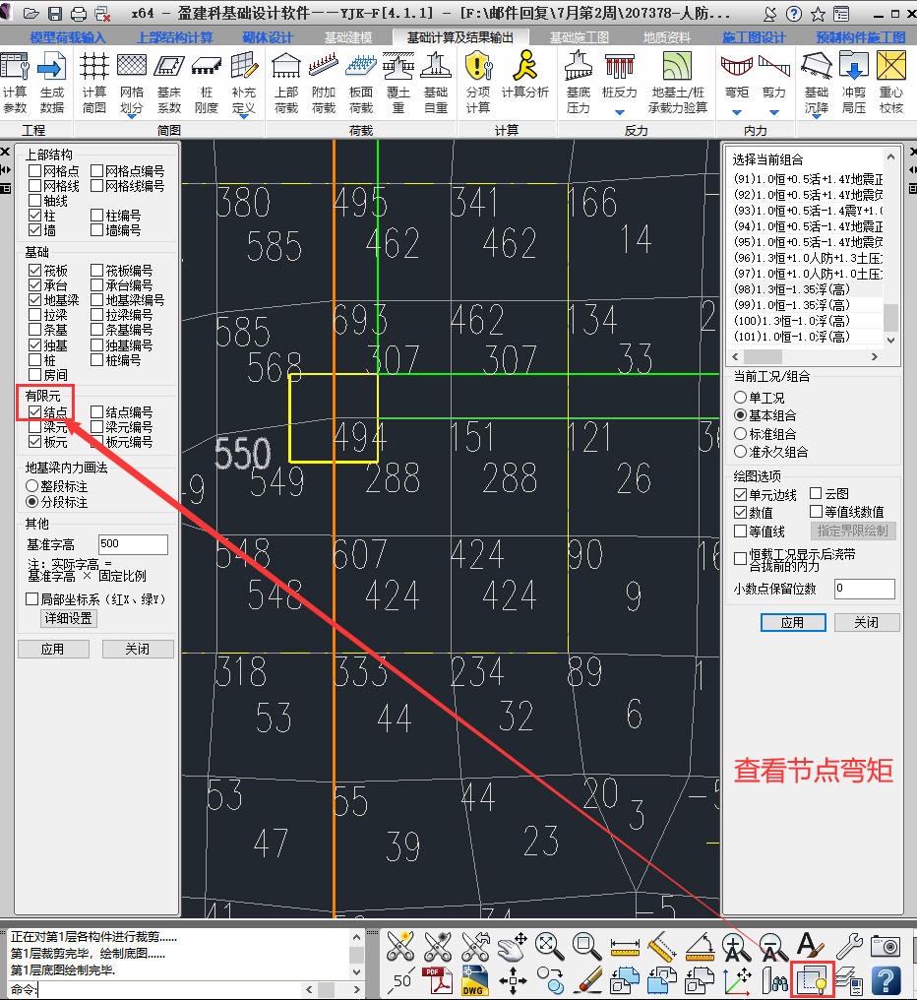 x64 - 盈建科基础设计软件——YJK-F[4.1.1] - [F:\邮件回复\7月第2周\207378-人防...
模型荷载输入 上部结构计算 砌体设计 基础建模 基础计算及结果输出 基础施工图 地质资料 施工图设计 预制构件施工图
计算参数 生成数据 计算简图 网格划分 基床系数 桩刚度 补充定义 上部荷载 附加荷载 板面荷载 覆土重 基础自重 分项计算 计算分析 基底压力 桩反力 地基土/桩承载力验算 弯矩 剪力 基础沉降 冲剪局压 重心校核
工程 简图 荷载 计算 反力 内力
上部结构
网格点 网格点编号
网格线 网格线编号
轴线
柱 柱编号
墙 墙编号
基础
筏板 筏板编号
承台 承台编号
地基梁 地基梁编号
拉梁 拉梁编号
条基 条基编号
独基 独基编号
桩 桩编号
房间
有限元
结点 结点编号
梁元 梁元编号
板元 板元编号
地基梁内力画法
整段标注
分段标注
其他
基准字高 500
注: 实际字高 =
基准字高 × 固定比例
局部坐标系(红X、绿Y)
详细设置
应用 关闭
380 495 341 166
585 462 462 14
585 693 462 134 2
568 307 307 33
550 494 151 121
-9 549 288 288 26
548 607 424 90 16
548 424 424 9
318 333 234 89 1
53 44 32 6
53 55 44 20
47 39 23 3
选择当前组合
(91)1.0恒+0.5活+1.4Y地震正
(92)1.0恒+0.5活+1.4Y地震负
(93)1.0恒+0.5活-1.4震Y+1.0
(94)1.0恒+0.5活-1.4Y地震正
(95)1.0恒+0.5活-1.4Y地震负
(96)1.3恒+1.0人防+1.3土压
(97)1.0恒+1.0人防+1.0土压
(98)1.3恒-1.35浮(高)
(99)1.0恒-1.35浮(高)
(100)1.3恒-1.0浮(高)
(101)1.0恒-1.0浮(高)
当前工况/组合
单工况
基本组合
标准组合
准永久组合
绘图选项
单元边线 云图
数值 等值线数值
等值线 指定界限绘制
恒载工况显示后浇带
合拢前的内力
小数点保留位数 0
应用 关闭
查看节点弯矩
正在对第1层各构件进行裁剪......
第1层裁剪完毕, 绘制底图......
第1层底图绘制完毕.
命令:
.50 PDF DWG